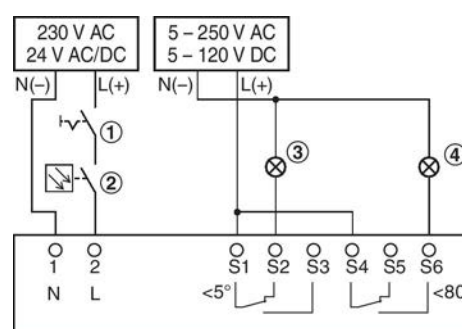 230 V AC
24 V AC/DC
5 – 250 V AC
5 – 120 V DC
N(–) L(+)
N(–) L(+)
1
2
3
4
1 2 S1 S2 S3 S4 S5 S6
N L <5° <80